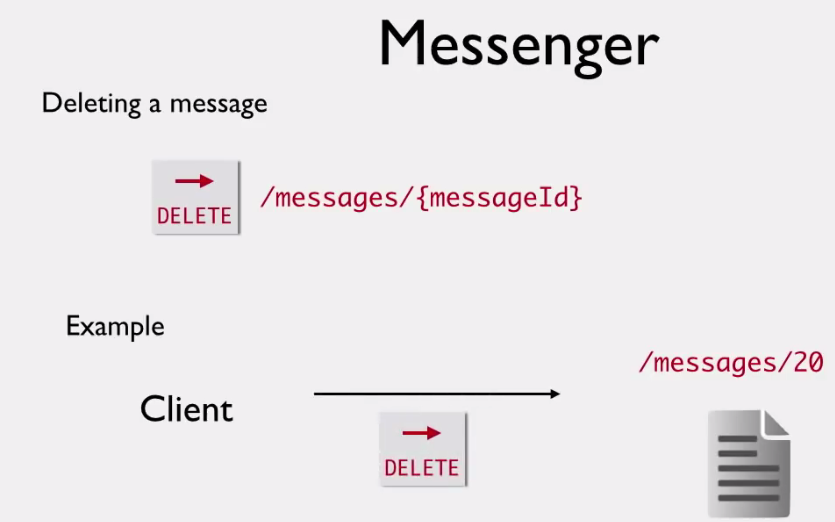 Messenger
Deleting a message
DELETE /messages/{messageId}
Example
/messages/20
Client
DELETE